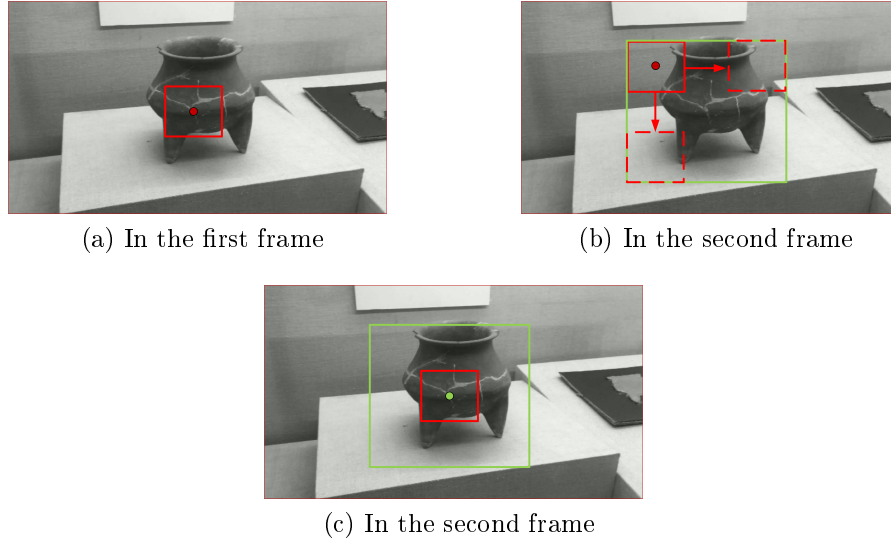 (a) In the first frame
(b) In the second frame
(c) In the second frame